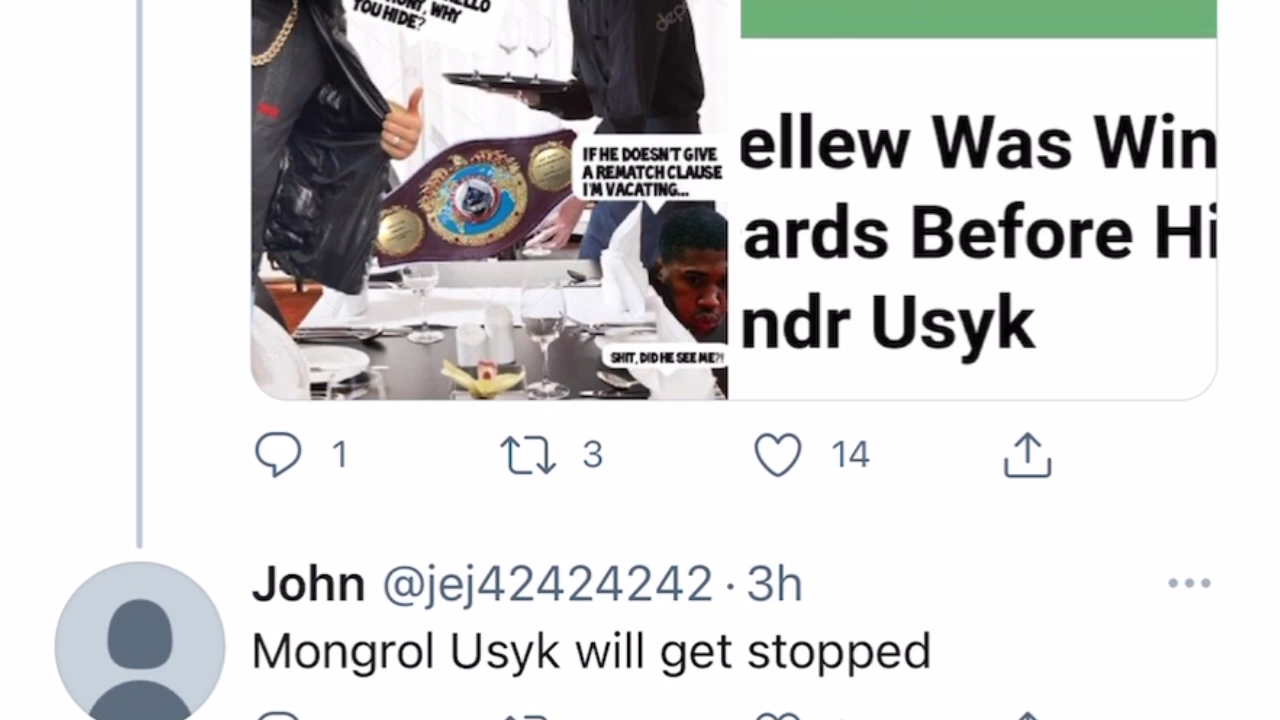 WHY
YOU HIDE?
IF HE DOESN'T GIVE
A REMATCH CLAUSE
I'M VACATING...
SHIT, DID HE SEE ME?!
ellew Was Win
ards Before Hi
ndr Usyk
1 3 14
John @jej42424242 · 3h
Mongrol Usyk will get stopped